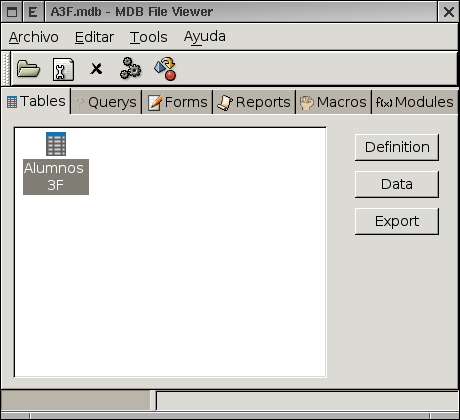 E A3F.mdb - MDB File Viewer
Archivo Editar Tools Ayuda
Tables Querys Forms Reports Macros f(x) Modules
Alumnos
3F
Definition
Data
Export